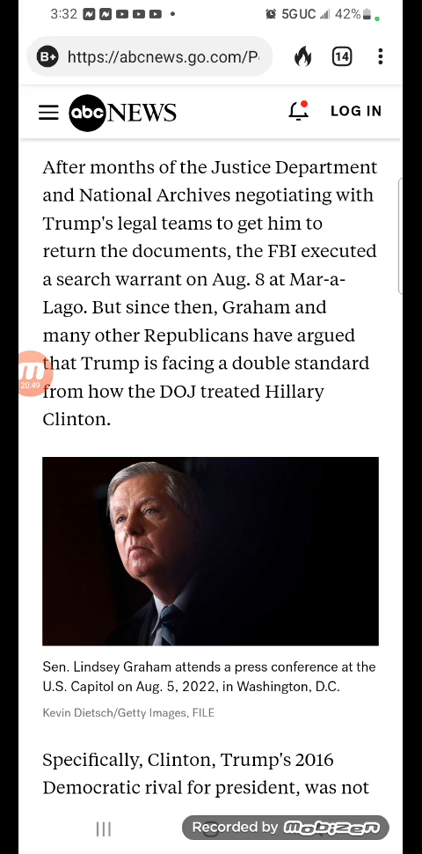 3:32
5GUC 42%
B+ https://abcnews.go.com/P 14
abc NEWS LOG IN
After months of the Justice Department
and National Archives negotiating with
Trump's legal teams to get him to
return the documents, the FBI executed
a search warrant on Aug. 8 at Mar-a-
Lago. But since then, Graham and
many other Republicans have argued
that Trump is facing a double standard
20:49
from how the DOJ treated Hillary
Clinton.
Sen. Lindsey Graham attends a press conference at the
U.S. Capitol on Aug. 5, 2022, in Washington, D.C.
Kevin Dietsch/Getty Images, FILE
Specifically, Clinton, Trump's 2016
Democratic rival for president, was not
Recorded by mobizen